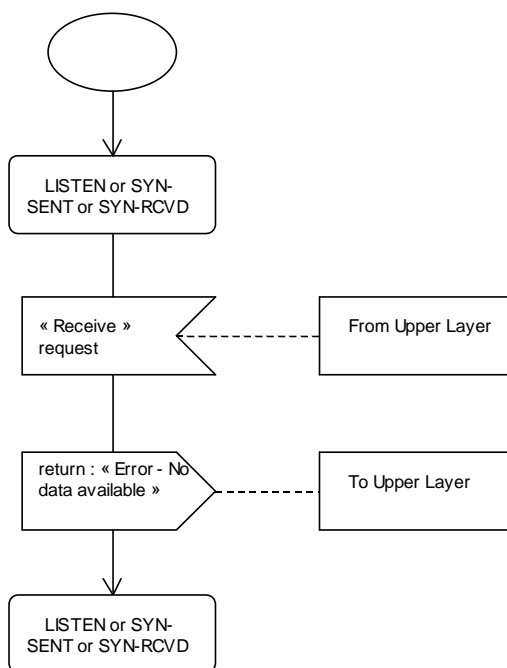 LISTEN or SYN-
SENT or SYN-RCVD
« Receive »
request
From Upper Layer
return : « Error - No
data available »
To Upper Layer
LISTEN or SYN-
SENT or SYN-RCVD